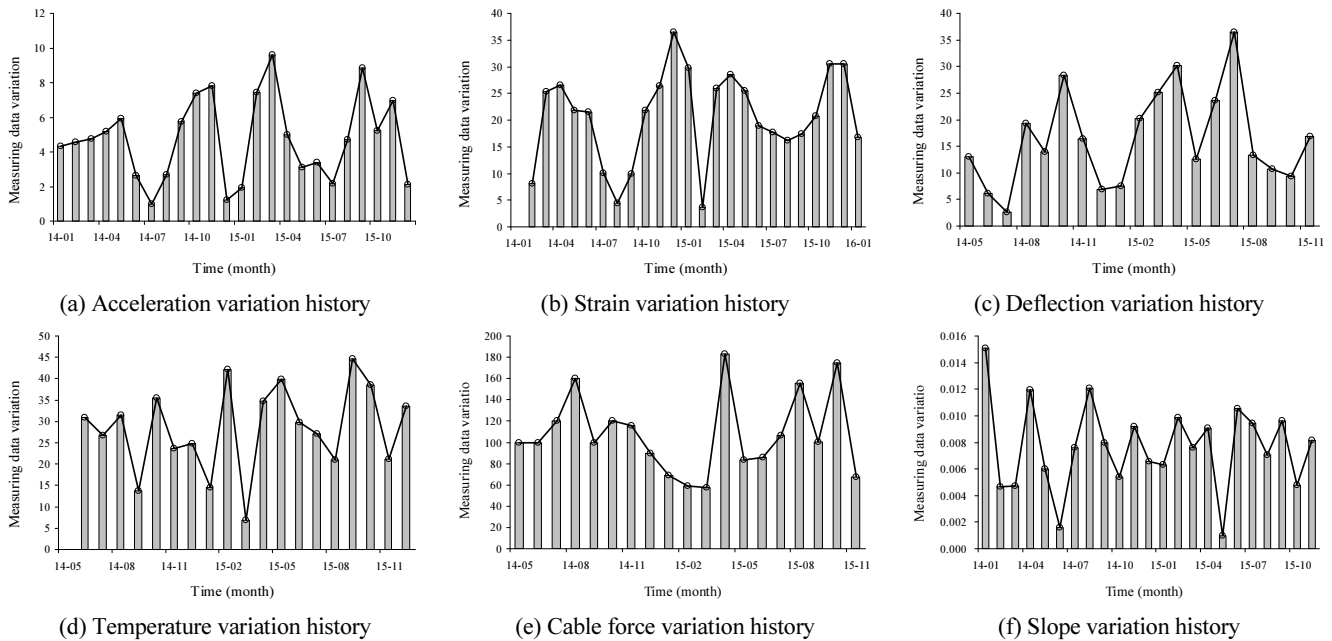 12
10
8
6
4
2
0
Measuring data variation
14-01 14-04 14-07 14-10 15-01 15-04 15-07 15-10
Time (month)
(a) Acceleration variation history
40
35
30
25
20
15
10
5
0
Measuring data variation
14-01 14-04 14-07 14-10 15-01 15-04 15-07 15-10 16-01
Time (month)
(b) Strain variation history
40
35
30
25
20
15
10
5
0
Measuring data variation
14-05 14-08 14-11 15-02 15-05 15-08 15-11
Time (month)
(c) Deflection variation history
50
45
40
35
30
25
20
15
10
5
0
Measuring data variation
14-05 14-08 14-11 15-02 15-05 15-08 15-11
Time (month)
(d) Temperature variation history
200
180
160
140
120
100
80
60
40
20
0
Measuring data variatio
14-05 14-08 14-11 15-02 15-05 15-08 15-11
Time (month)
(e) Cable force variation history
0.016
0.014
0.012
0.010
0.008
0.006
0.004
0.002
0.000
Measuring data variatio
14-01 14-04 14-07 14-10 15-01 15-04 15-07 15-10
Time (month)
(f) Slope variation history